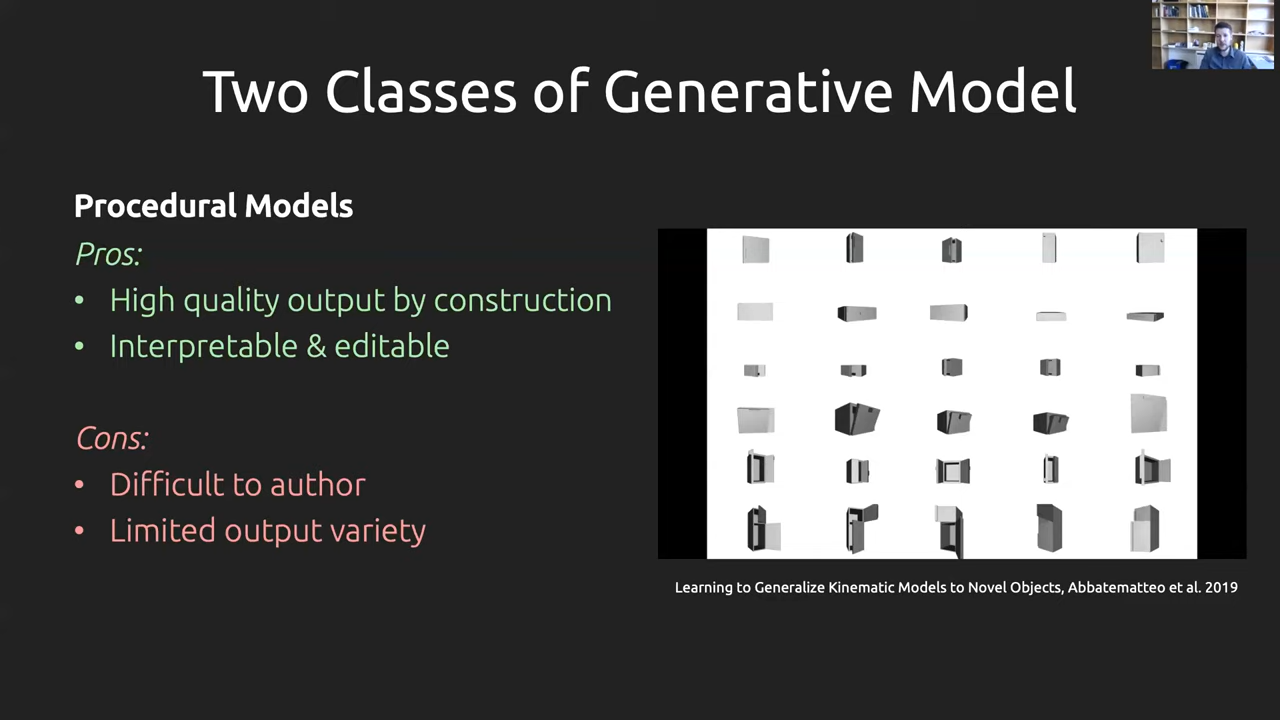 Two Classes of Generative Model
Procedural Models
Pros:
• High quality output by construction
• Interpretable & editable
Cons:
• Difficult to author
• Limited output variety
Learning to Generalize Kinematic Models to Novel Objects, Abbatematteo et al. 2019